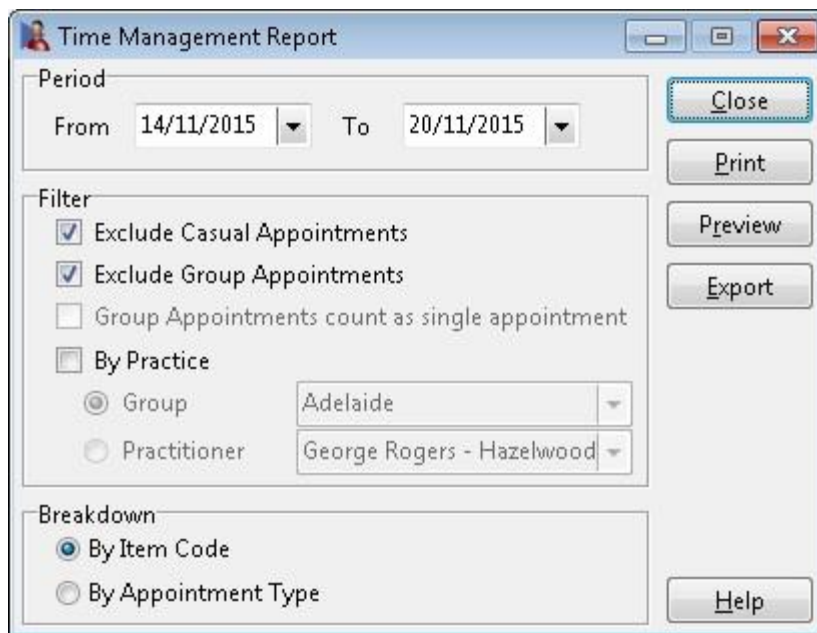 Time Management Report
Period
From 14/11/2015 To 20/11/2015
Close
Print
Filter
Exclude Casual Appointments
Preview
Exclude Group Appointments
Export
Group Appointments count as single appointment
By Practice
Group Adelaide
Practitioner George Rogers - Hazelwood
Breakdown
By Item Code
By Appointment Type
Help